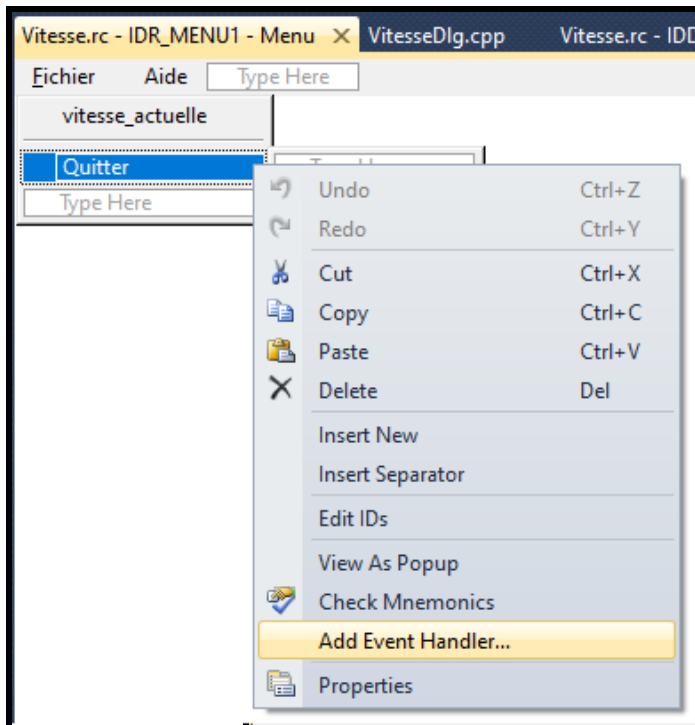 Vitesse.rc - IDR_MENU1 - Menu VitesseDlg.cpp Vitesse.rc - IDD
Fichier Aide Type Here
vitesse_actuelle
Quitter
Type Here
Undo Ctrl+Z
Redo Ctrl+Y
Cut Ctrl+X
Copy Ctrl+C
Paste Ctrl+V
Delete Del
Insert New
Insert Separator
Edit IDs
View As Popup
Check Mnemonics
Add Event Handler...
Properties